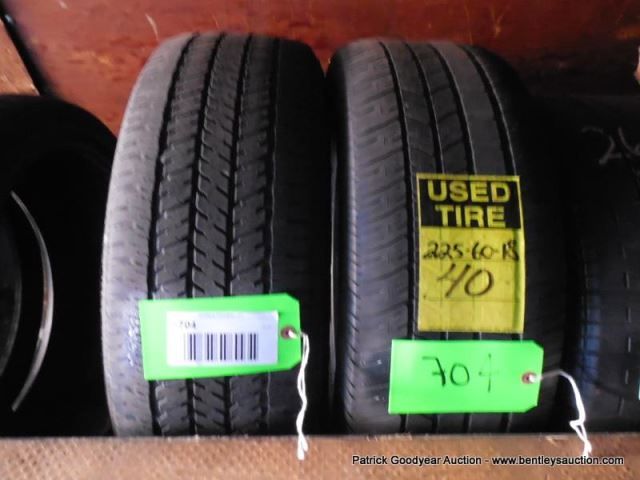 USED
TIRE
225-60-18
40
704
704
Patrick Goodyear Auction - www.bentleysauction.com